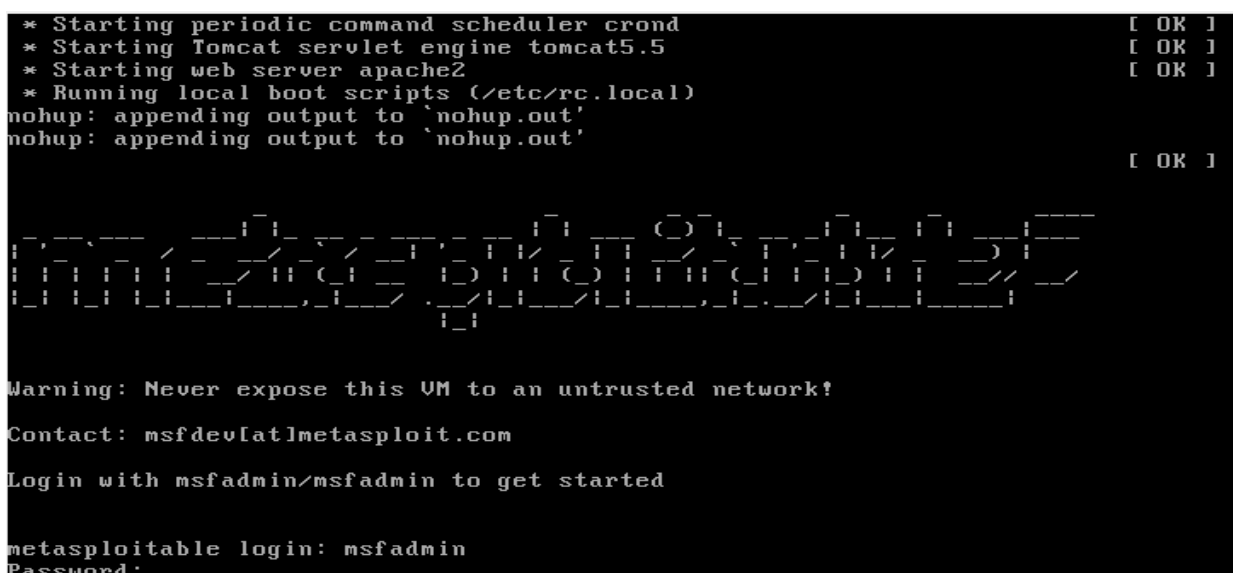 * Starting periodic command scheduler crond [ OK ]
* Starting Tomcat servlet engine tomcat5.5 [ OK ]
* Starting web server apache2 [ OK ]
* Running local boot scripts (/etc/rc.local)
nohup: appending output to `nohup.out'
nohup: appending output to `nohup.out'
[ OK ]
metasploitable2
Warning: Never expose this VM to an untrusted network!
Contact: msfdev[at]metasploit.com
Login with msfadmin/msfadmin to get started
metasploitable login: msfadmin
Password: